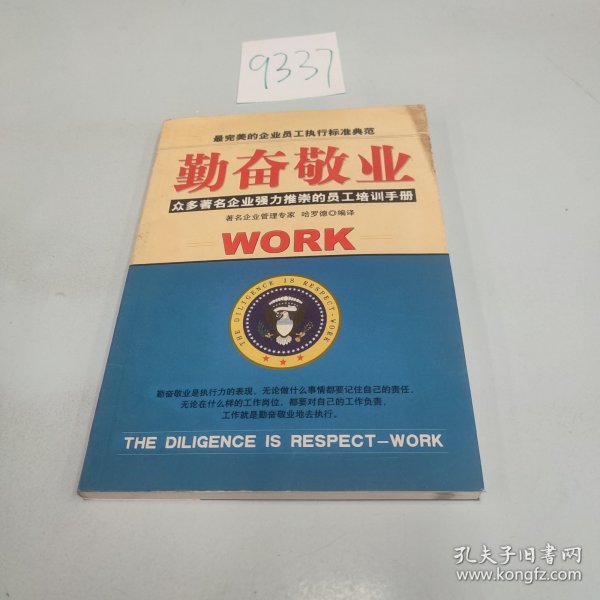 9337
最完美的企业员工执行标准典范
勤奋敬业
众多著名企业强力推崇的员工培训手册
著名企业管理专家 哈罗德◎编译
WORK
THE DILIGENCE IS RESPECT-WORK
勤奋敬业是执行力的表现，无论做什么事情都要记住自己的责任，
无论在什么样的工作岗位，都要对自己的工作负责，
工作就是勤奋敬业地去执行。
THE DILIGENCE IS RESPECT—WORK
孔夫子旧书网
www.kongfz.com